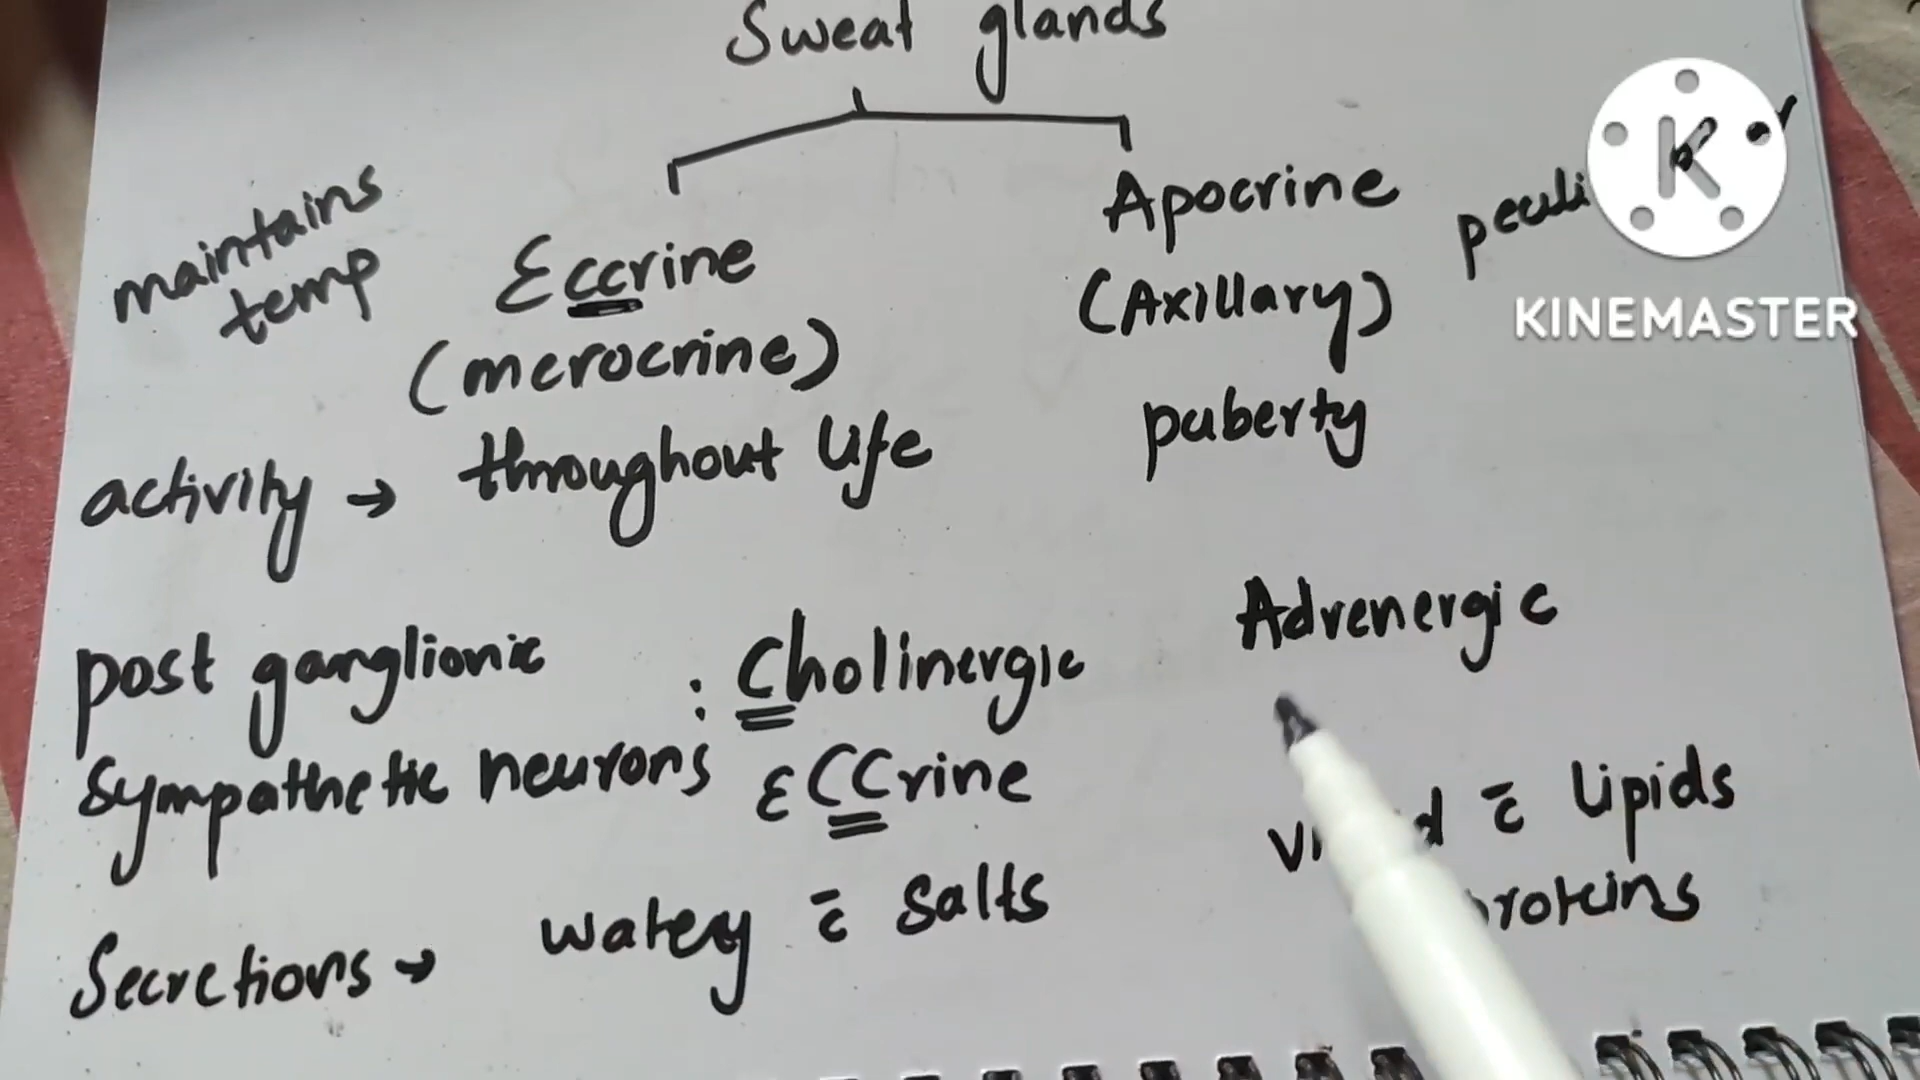 Sweat glands
maintains
temp
Eccrine
(merocrine)
Apocrine
(Axillary)
activity → throughout life
puberty
post ganglionic
sympathetic neurons
: Cholinergic
ECCrine
Adrenergic
Secretions → watery c̄ salts
c̄ lipids
KINEMASTER